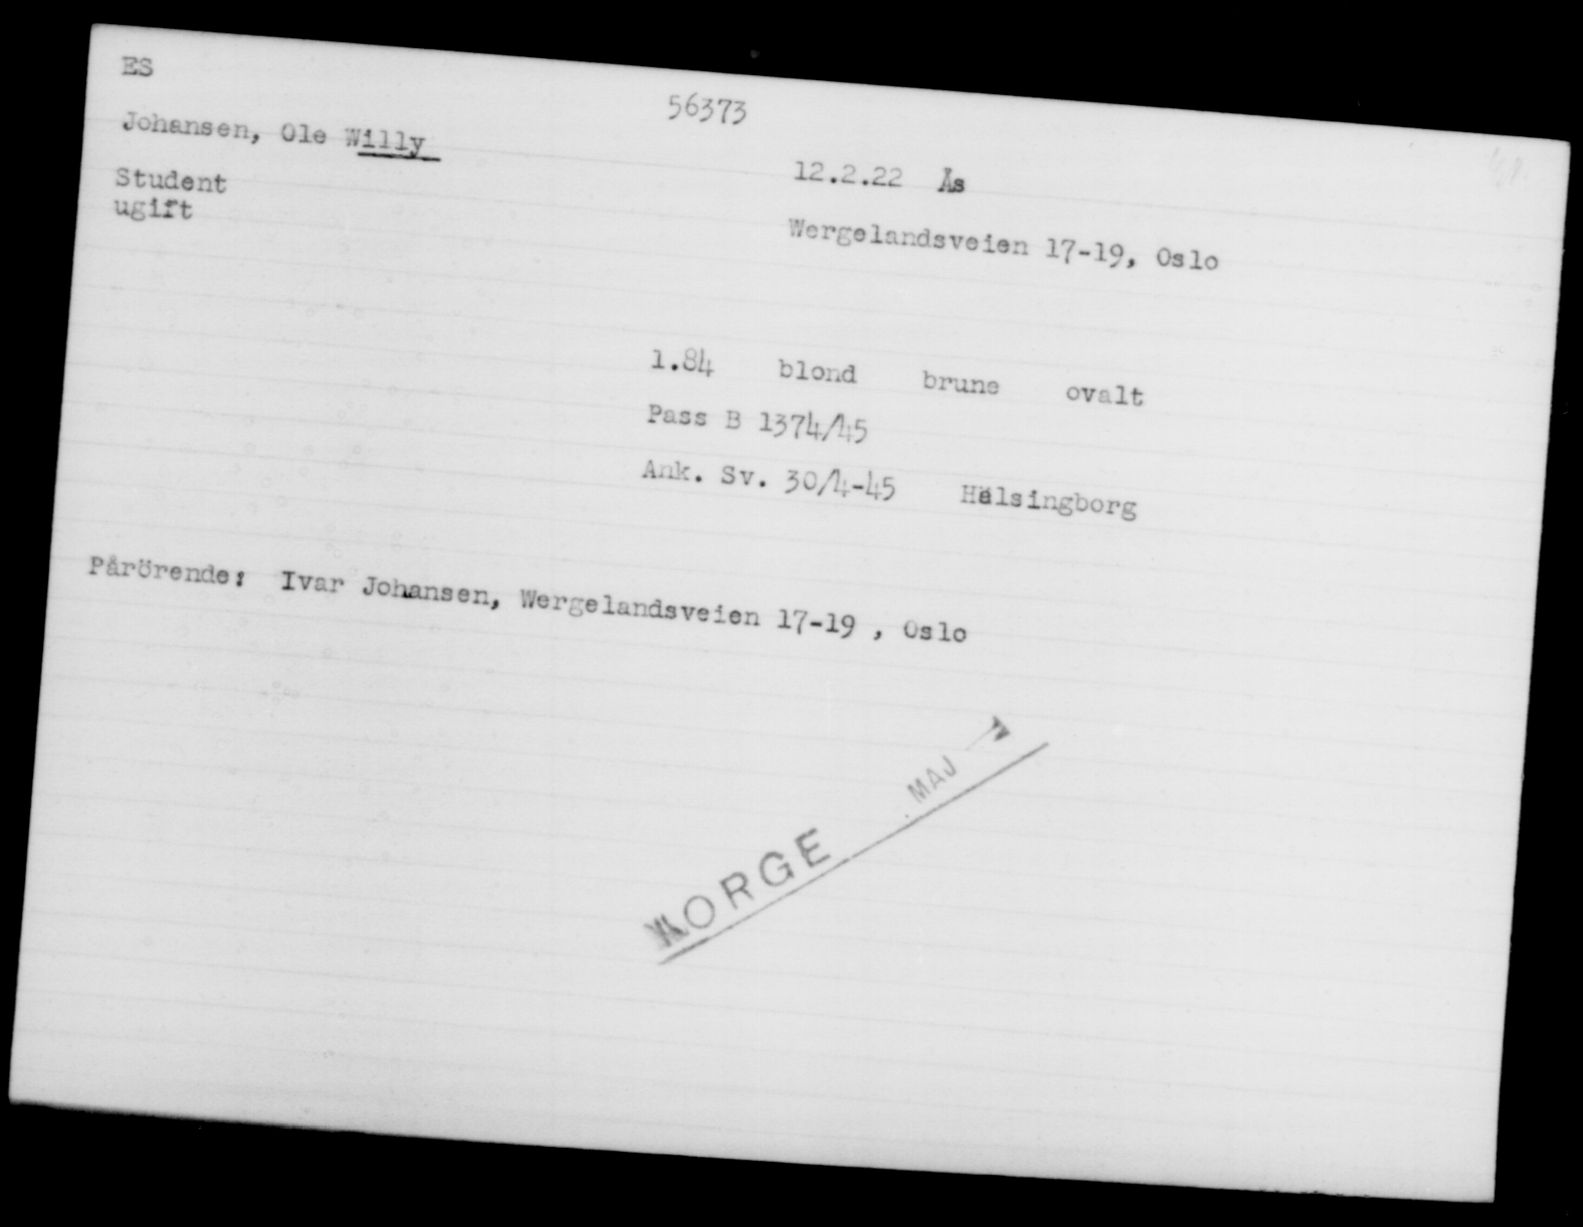 ES
56373
Johansen, Ole Willy
12.2.22 Ås
Student
ugift
Wergelandsveien 17-19, Oslo
1.84 blond brune ovalt
Pass B 1374/45
Ank. Sv. 30/4-45 Hälsingborg
Pårörende: Ivar Johansen, Wergelandsveien 17-19 , Oslo
MAJ
NORGE